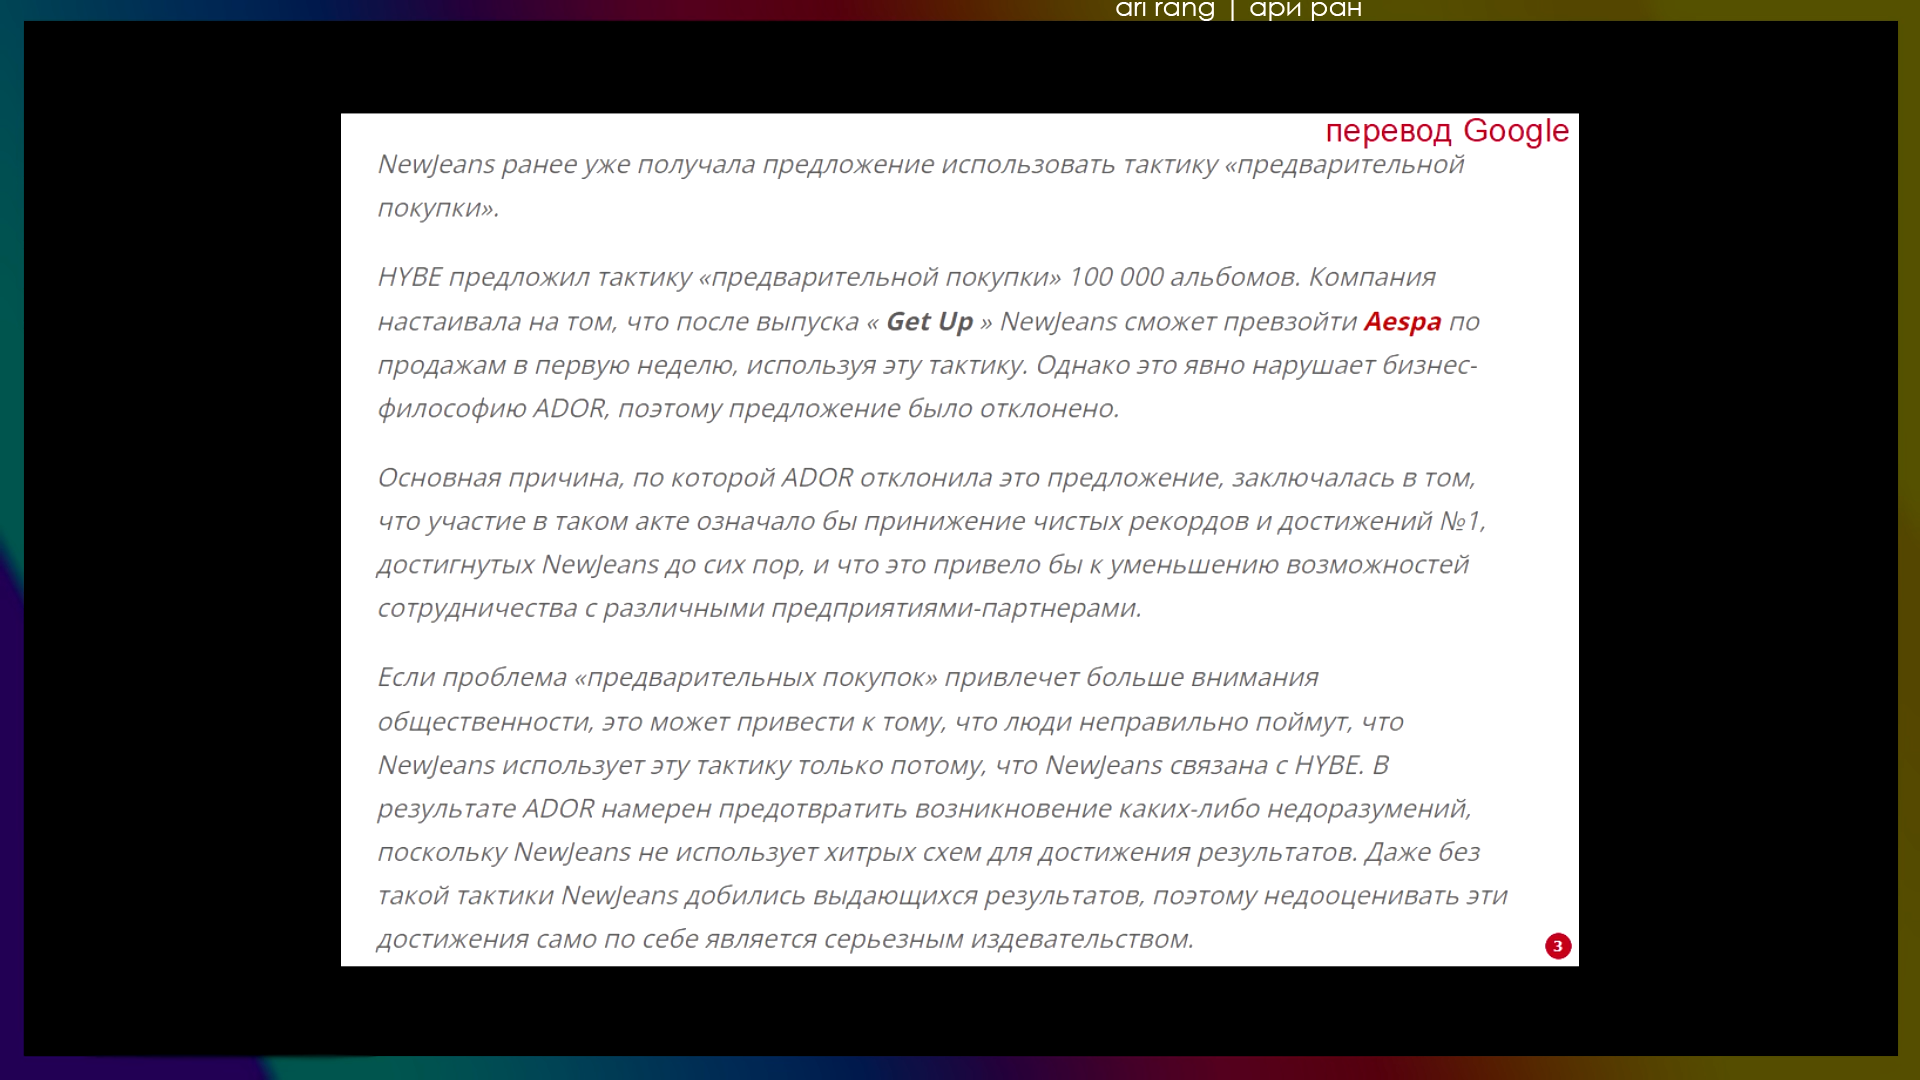 ari rang | ари ран
перевод Google
NewJeans ранее уже получала предложение использовать тактику «предварительной
покупки».
HYBE предложил тактику «предварительной покупки» 100 000 альбомов. Компания
настаивала на том, что после выпуска « Get Up » NewJeans сможет превзойти Aespa по
продажам в первую неделю, используя эту тактику. Однако это явно нарушает бизнес-
философию ADOR, поэтому предложение было отклонено.
Основная причина, по которой ADOR отклонила это предложение, заключалась в том,
что участие в таком акте означало бы принижение чистых рекордов и достижений №1,
достигнутых NewJeans до сих пор, и что это привело бы к уменьшению возможностей
сотрудничества с различными предприятиями-партнерами.
Если проблема «предварительных покупок» привлечет больше внимания
общественности, это может привести к тому, что люди неправильно поймут, что
NewJeans использует эту тактику только потому, что NewJeans связана с HYBE. В
результате ADOR намерен предотвратить возникновение каких-либо недоразумений,
поскольку NewJeans не использует хитрых схем для достижения результатов. Даже без
такой тактики NewJeans добились выдающихся результатов, поэтому недооценивать эти
достижения само по себе является серьезным издевательством.
3